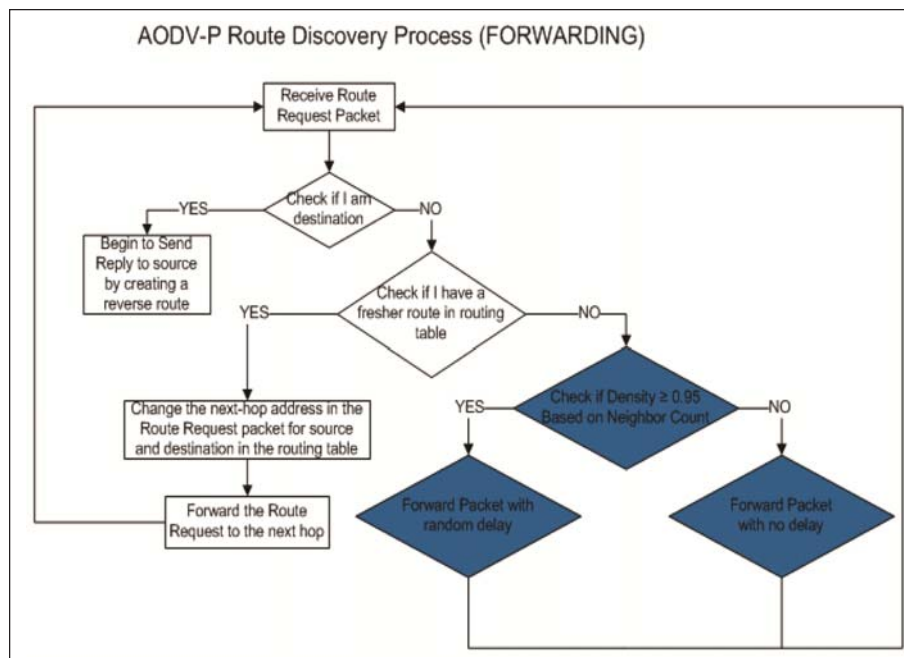 AODV-P Route Discovery Process (FORWARDING)
Receive Route
Request Packet
Check if I am
destination
YES
NO
Begin to Send
Reply to source
by creating a
reverse route
Check if I have a
fresher route in routing
table
YES
NO
Check if Density ≥ 0.95
Based on Neighbor Count
YES
NO
Change the next-hop address in the
Route Request packet for source
and destination in the routing table
Forward the Route
Request to the next hop
Forward Packet with
random delay
Forward Packet
with no delay